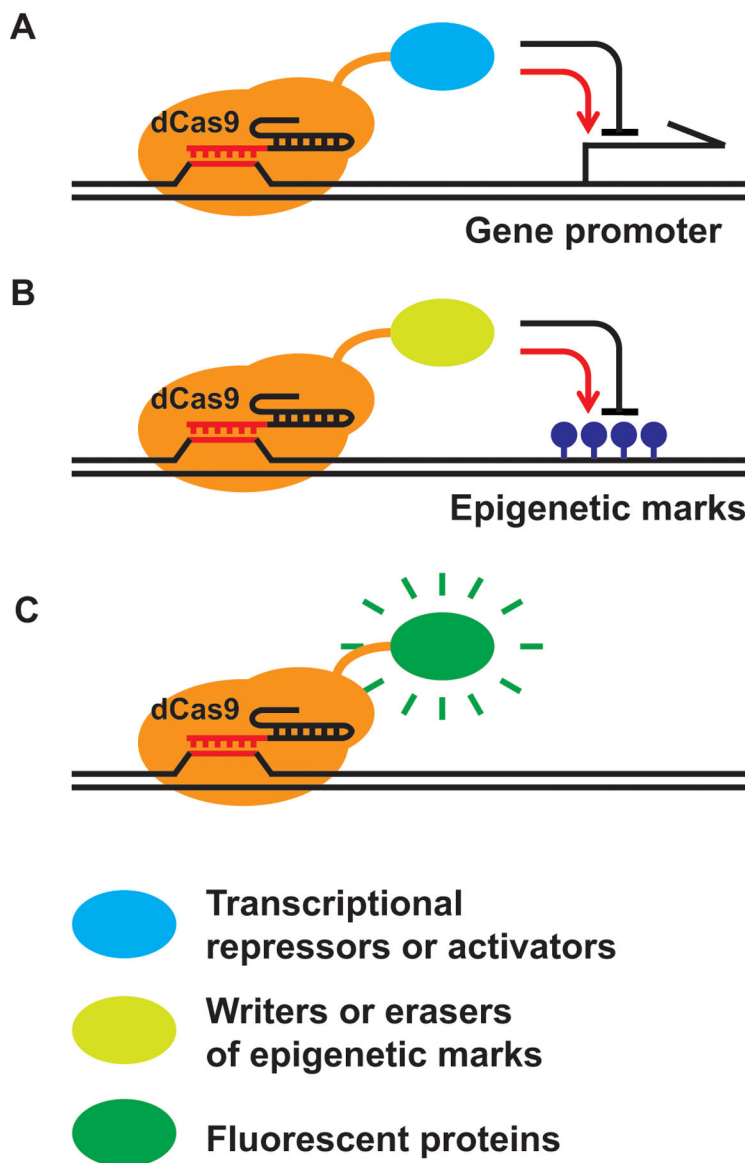 A
dCas9
Gene promoter
B
dCas9
Epigenetic marks
C
dCas9
Transcriptional
repressors or activators
Writers or erasers
of epigenetic marks
Fluorescent proteins